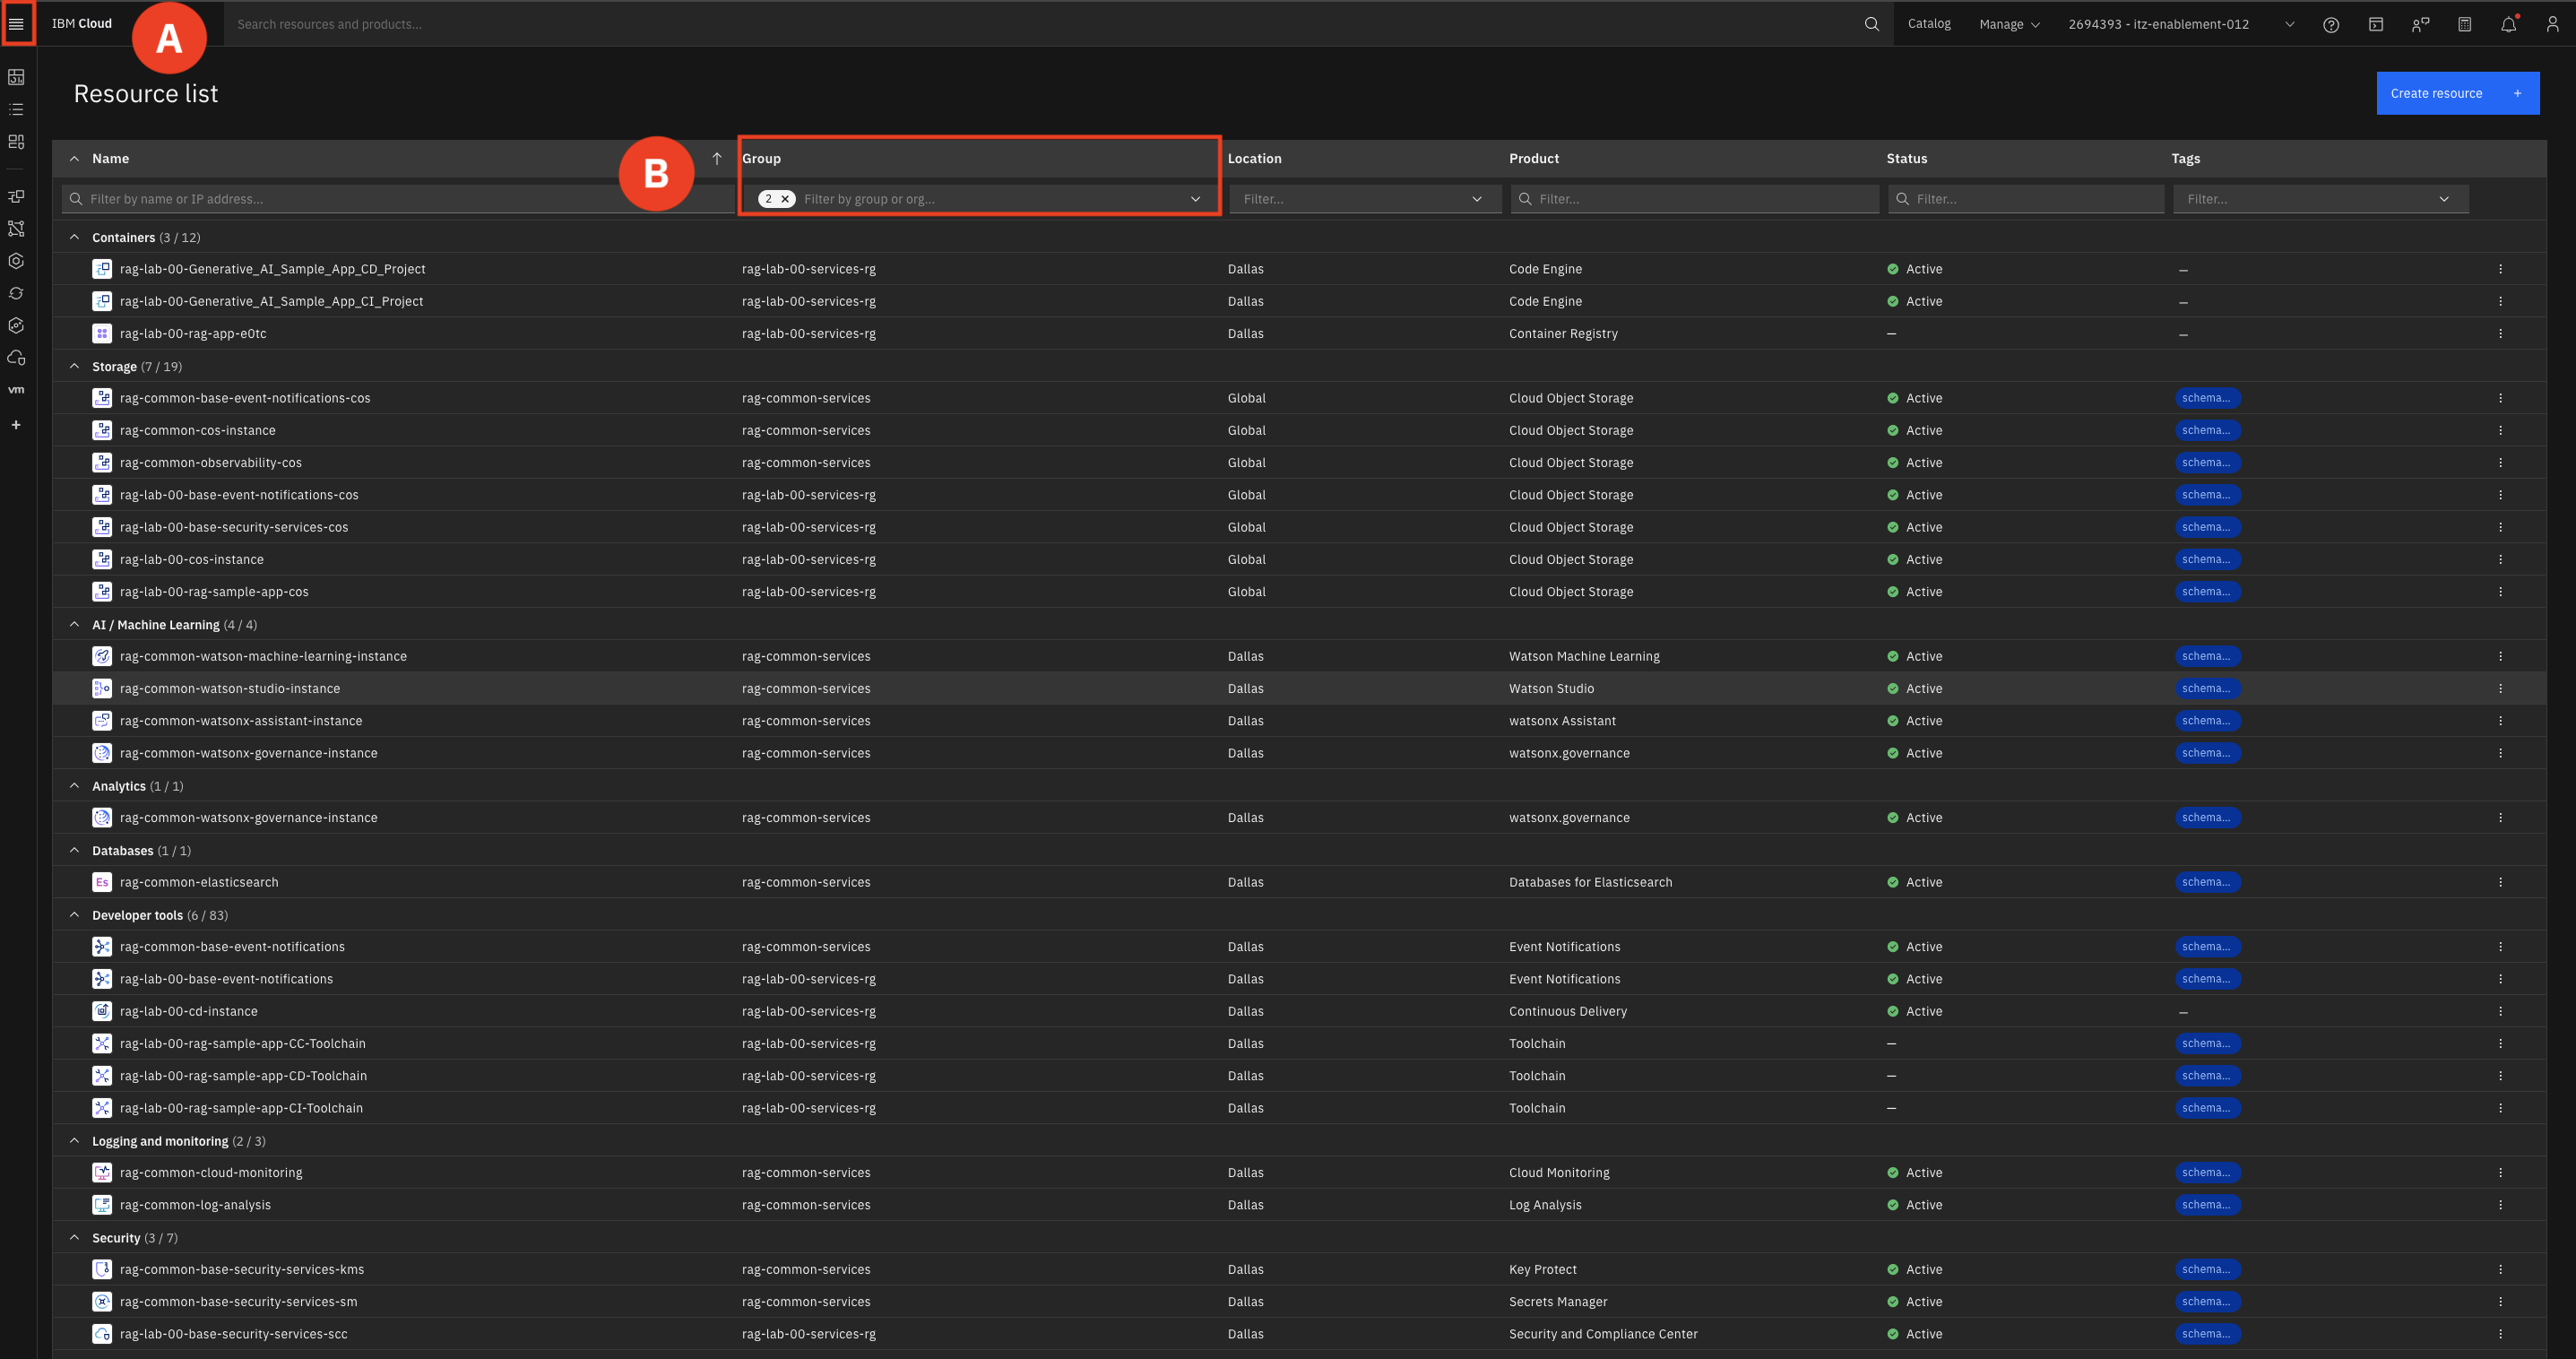 IBM Cloud A Search resources and products... Catalog Manage 2694393 - itz-enablement-012
Resource list
Create resource +
B
Name Group Location Product Status Tags
Filter by name or IP address... 2 × Filter by group or org... Filter... Filter... Filter... Filter...
Containers (3 / 12)
rag-lab-00-Generative_AI_Sample_App_CD_Project rag-lab-00-services-rg Dallas Code Engine Active –
rag-lab-00-Generative_AI_Sample_App_CI_Project rag-lab-00-services-rg Dallas Code Engine Active –
rag-lab-00-rag-app-e0tc rag-lab-00-services-rg Dallas Container Registry – –
Storage (7 / 19)
rag-common-base-event-notifications-cos rag-common-services Global Cloud Object Storage Active schema...
rag-common-cos-instance rag-common-services Global Cloud Object Storage Active schema...
vm
rag-common-observability-cos rag-common-services Global Cloud Object Storage Active schema...
rag-lab-00-base-event-notifications-cos rag-lab-00-services-rg Global Cloud Object Storage Active schema...
rag-lab-00-base-security-services-cos rag-lab-00-services-rg Global Cloud Object Storage Active schema...
rag-lab-00-cos-instance rag-lab-00-services-rg Global Cloud Object Storage Active schema...
rag-lab-00-rag-sample-app-cos rag-lab-00-services-rg Global Cloud Object Storage Active schema...
AI / Machine Learning (4 / 4)
rag-common-watson-machine-learning-instance rag-common-services Dallas Watson Machine Learning Active schema...
rag-common-watson-studio-instance rag-common-services Dallas Watson Studio Active schema...
rag-common-watsonx-assistant-instance rag-common-services Dallas watsonx Assistant Active schema...
rag-common-watsonx-governance-instance rag-common-services Dallas watsonx.governance Active schema...
Analytics (1 / 1)
rag-common-watsonx-governance-instance rag-common-services Dallas watsonx.governance Active schema...
Databases (1 / 1)
Es rag-common-elasticsearch rag-common-services Dallas Databases for Elasticsearch Active schema...
Developer tools (6 / 83)
rag-common-base-event-notifications rag-common-services Dallas Event Notifications Active schema...
rag-lab-00-base-event-notifications rag-lab-00-services-rg Dallas Event Notifications Active schema...
rag-lab-00-cd-instance rag-lab-00-services-rg Dallas Continuous Delivery Active –
rag-lab-00-rag-sample-app-CC-Toolchain rag-lab-00-services-rg Dallas Toolchain – schema...
rag-lab-00-rag-sample-app-CD-Toolchain rag-lab-00-services-rg Dallas Toolchain – schema...
rag-lab-00-rag-sample-app-CI-Toolchain rag-lab-00-services-rg Dallas Toolchain – schema...
Logging and monitoring (2 / 3)
rag-common-cloud-monitoring rag-common-services Dallas Cloud Monitoring Active schema...
rag-common-log-analysis rag-common-services Dallas Log Analysis Active schema...
Security (3 / 7)
rag-common-base-security-services-kms rag-common-services Dallas Key Protect Active schema...
rag-common-base-security-services-sm rag-common-services Dallas Secrets Manager Active schema...
rag-lab-00-base-security-services-scc rag-lab-00-services-rg Dallas Security and Compliance Center Active schema...